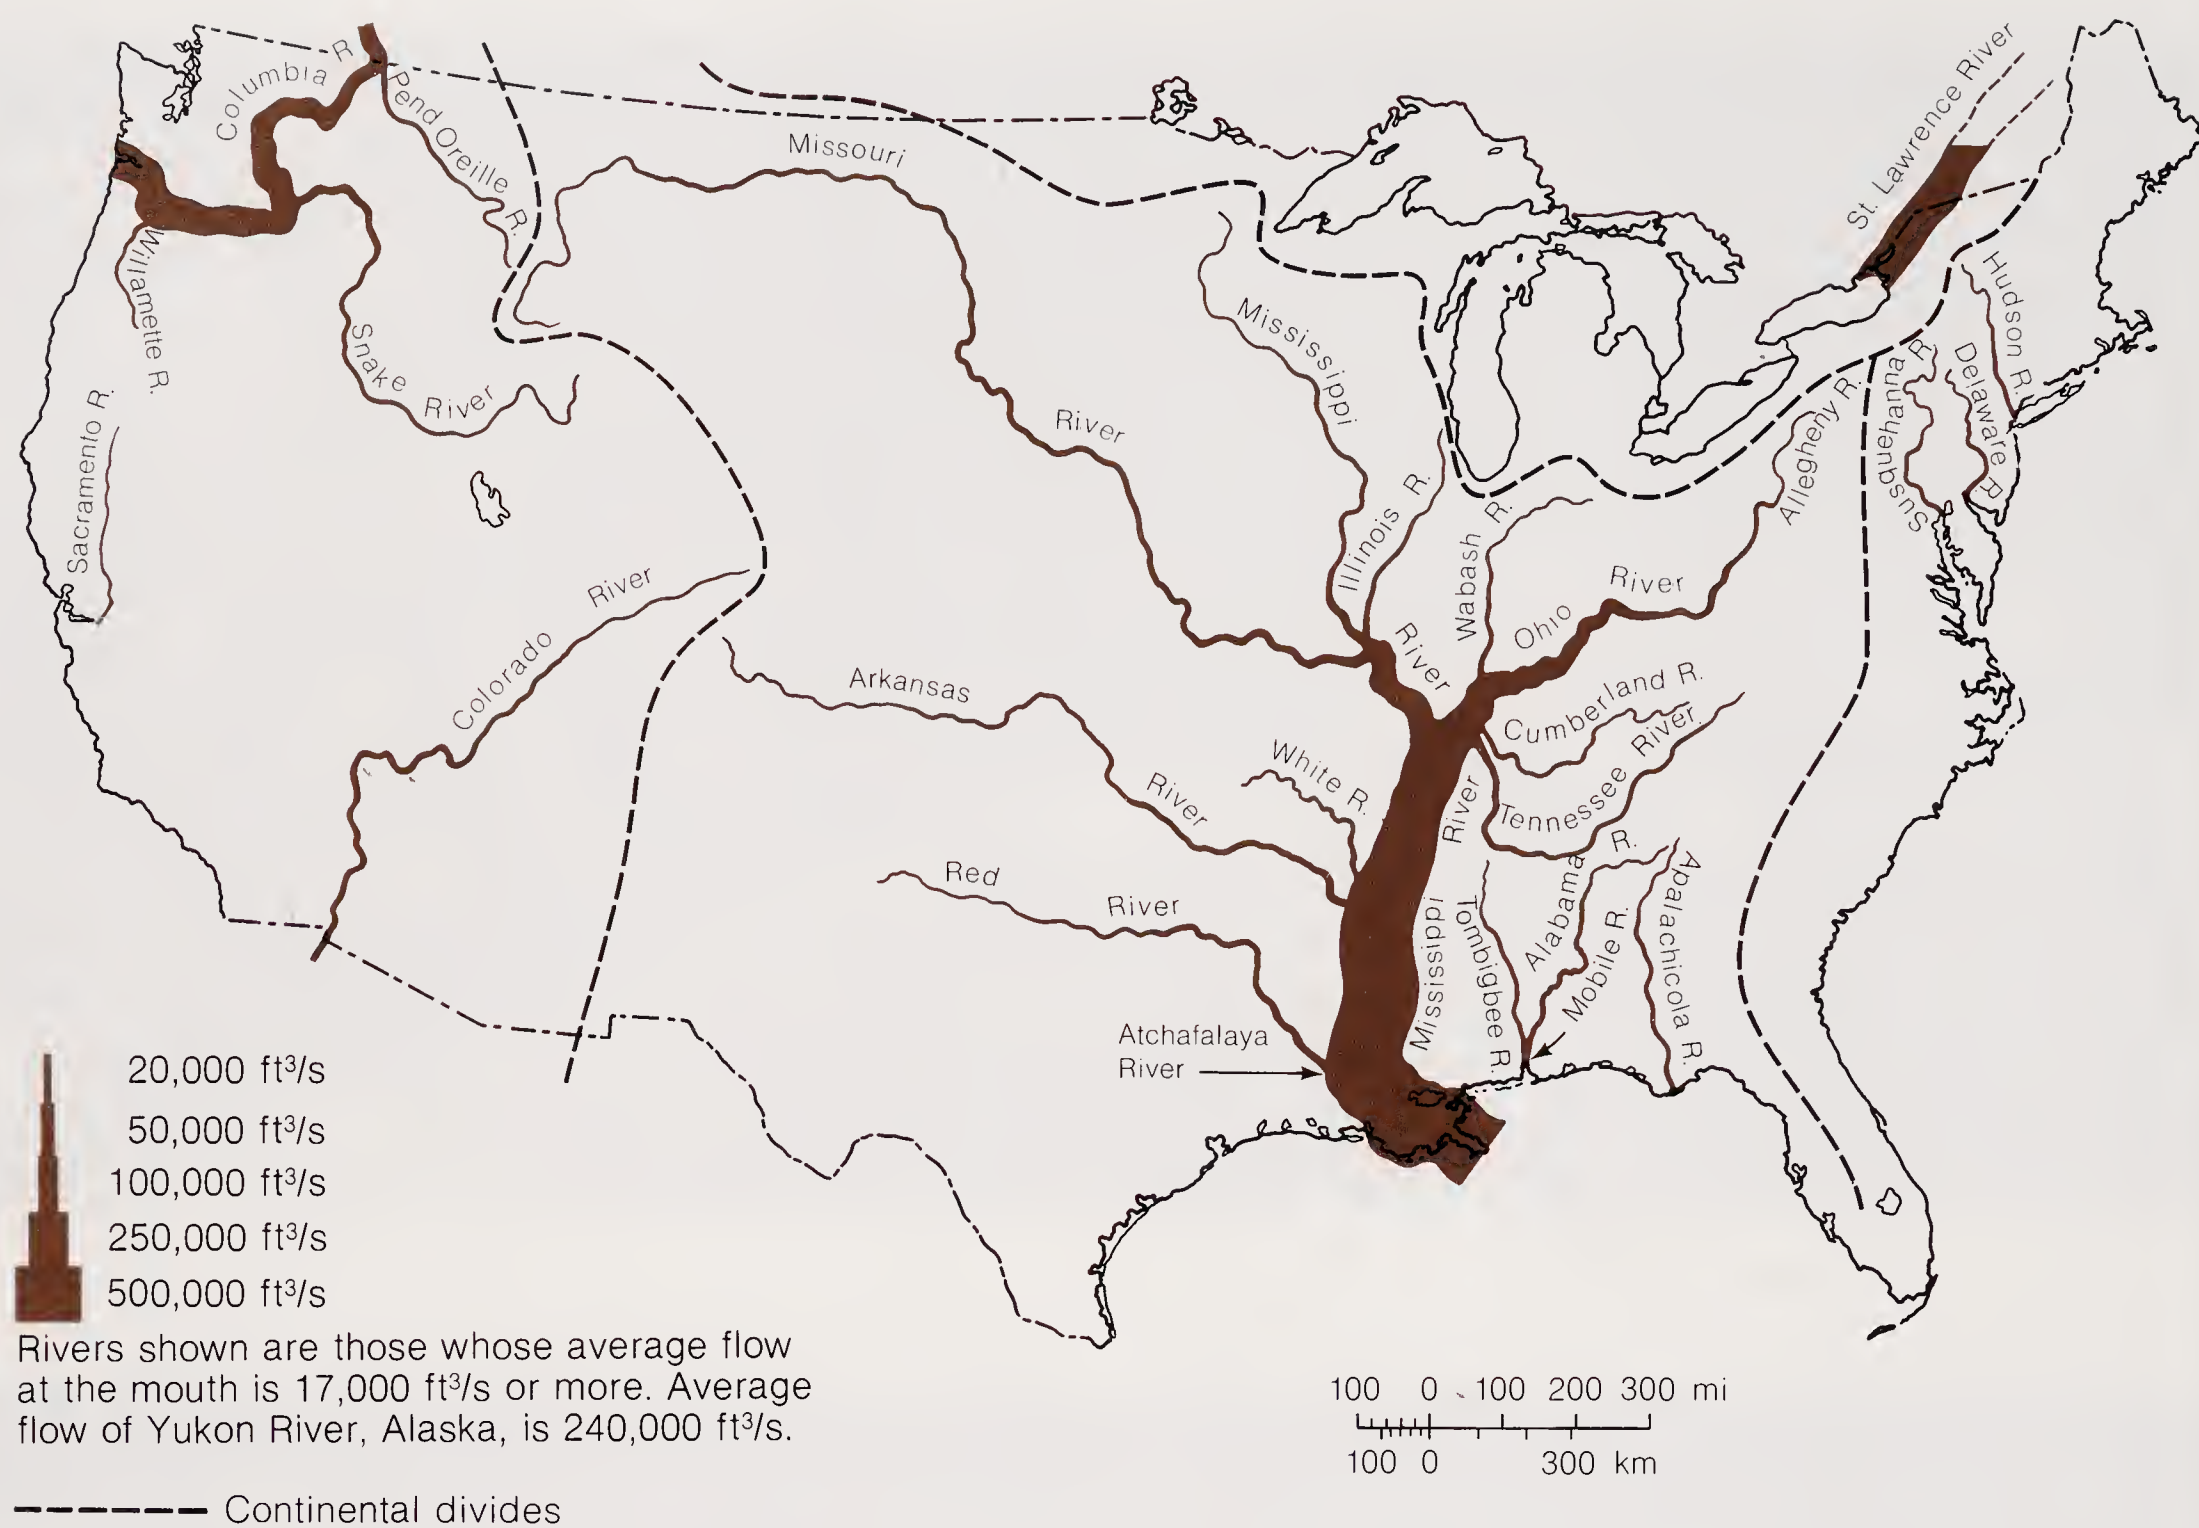 Columbia R
Pend Oreille R.
Missouri
River
St. Lawrence River
Willamette R.
Snake
River
Mississippi
River
Hudson R.
Delaware R.
Susquehanna R.
Allegheny R.
Sacramento R.
Illinois R.
Wabash R.
Ohio River
Colorado River
Cumberland R.
Tennessee River
Arkansas
River
White R.
Red
River
Mississippi River
Tombigbee R.
Alabama R.
Mobile R.
Apalachicola R.
Atchafalaya
River
20,000 ft³/s
50,000 ft³/s
100,000 ft³/s
250,000 ft³/s
500,000 ft³/s
Rivers shown are those whose average flow
at the mouth is 17,000 ft³/s or more. Average
flow of Yukon River, Alaska, is 240,000 ft³/s.
Continental divides
100 0 100 200 300 mi
100 0 300 km